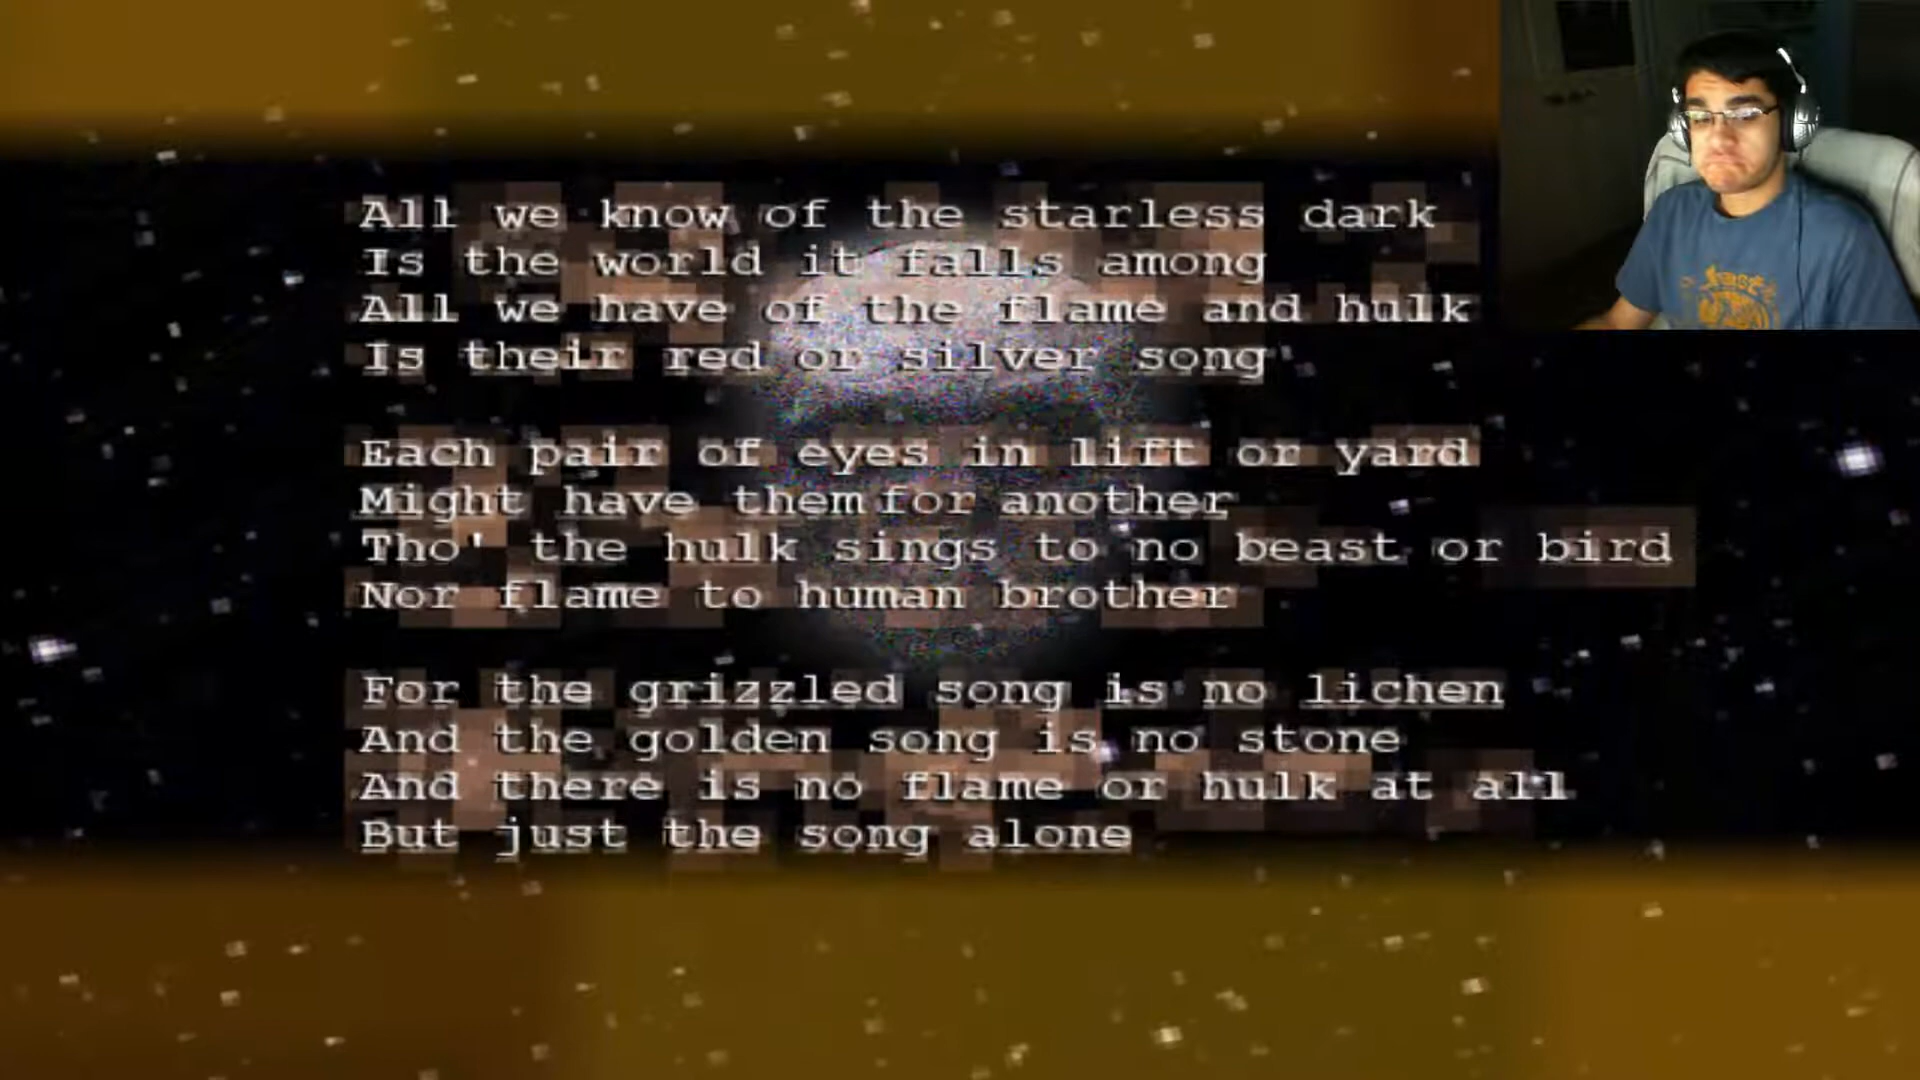 All we know of the starless dark
Is the world it falls among
All we have of the flame and hulk
Is their red or silver song
Each pair of eyes in lift or yard
Might have them for another
Tho' the hulk sings to no beast or bird
Nor flame to human brother
For the grizzled song is no lichen
And the golden song is no stone
And there is no flame or hulk at all
But just the song alone